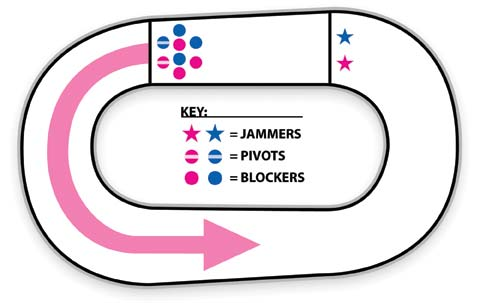 KEY:
= JAMMERS
= PIVOTS
= BLOCKERS